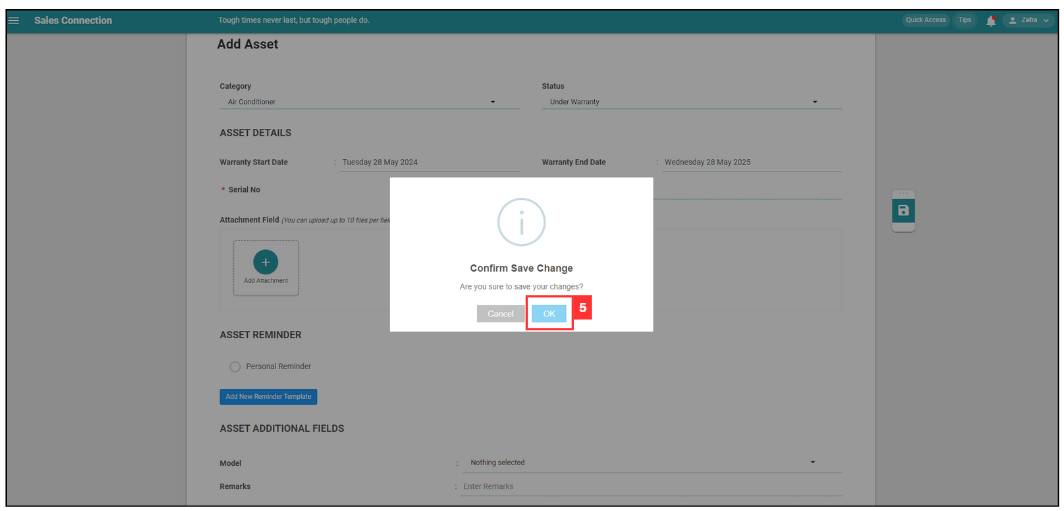 Sales Connection
Tough times never last, but tough people do.
Quick Access
Tips
Zafra
Add Asset
Category
Status
Air Conditioner
Under Warranty
ASSET DETAILS
Warranty Start Date : Tuesday 28 May 2024
Warranty End Date : Wednesday 28 May 2025
* Serial No
Attachment Field (You can upload up to 10 files per fiel
Add Attachment
Confirm Save Change
Are you sure to save your changes?
Cancel
OK
5
ASSET REMINDER
Personal Reminder
Add New Reminder Template
ASSET ADDITIONAL FIELDS
Model : Nothing selected
Remarks : Enter Remarks